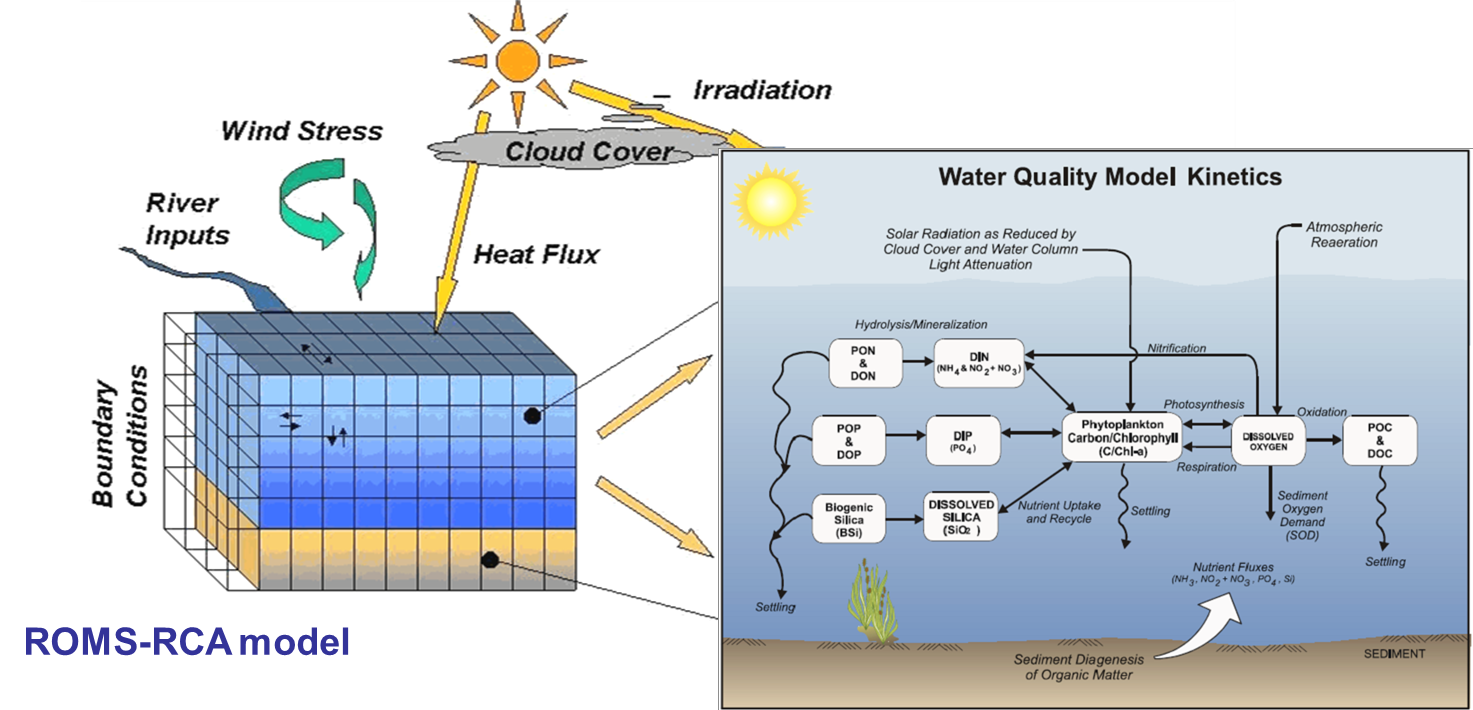 Irradiation
Wind Stress
Cloud Cover
River
Inputs
Heat Flux
Boundary
Conditions
ROMS-RCA model
Water Quality Model Kinetics
Solar Radiation as Reduced by
Cloud Cover and Water Column
Light Attenuation
Atmospheric
Reaeration
Hydrolysis/Mineralization
PON
&
DON
DIN
(NH4 & NO2 + NO3)
Nitrification
POP
&
DOP
DIP
(PO4)
Photosynthesis
Phytoplankton
Carbon/Chlorophyll
(C/Chl-a)
Respiration
DISSOLVED
OXYGEN
Oxidation
POC
&
DOC
Biogenic
Silica
(BSi)
DISSOLVED
SILICA
(SiO2 )
Nutrient Uptake
and Recycle
Settling
Sediment
Oxygen
Demand
(SOD)
Settling
Settling
Nutrient Fluxes
(NH3, NO2 + NO3 , PO4, Si)
Sediment Diagenesis
of Organic Matter
SEDIMENT